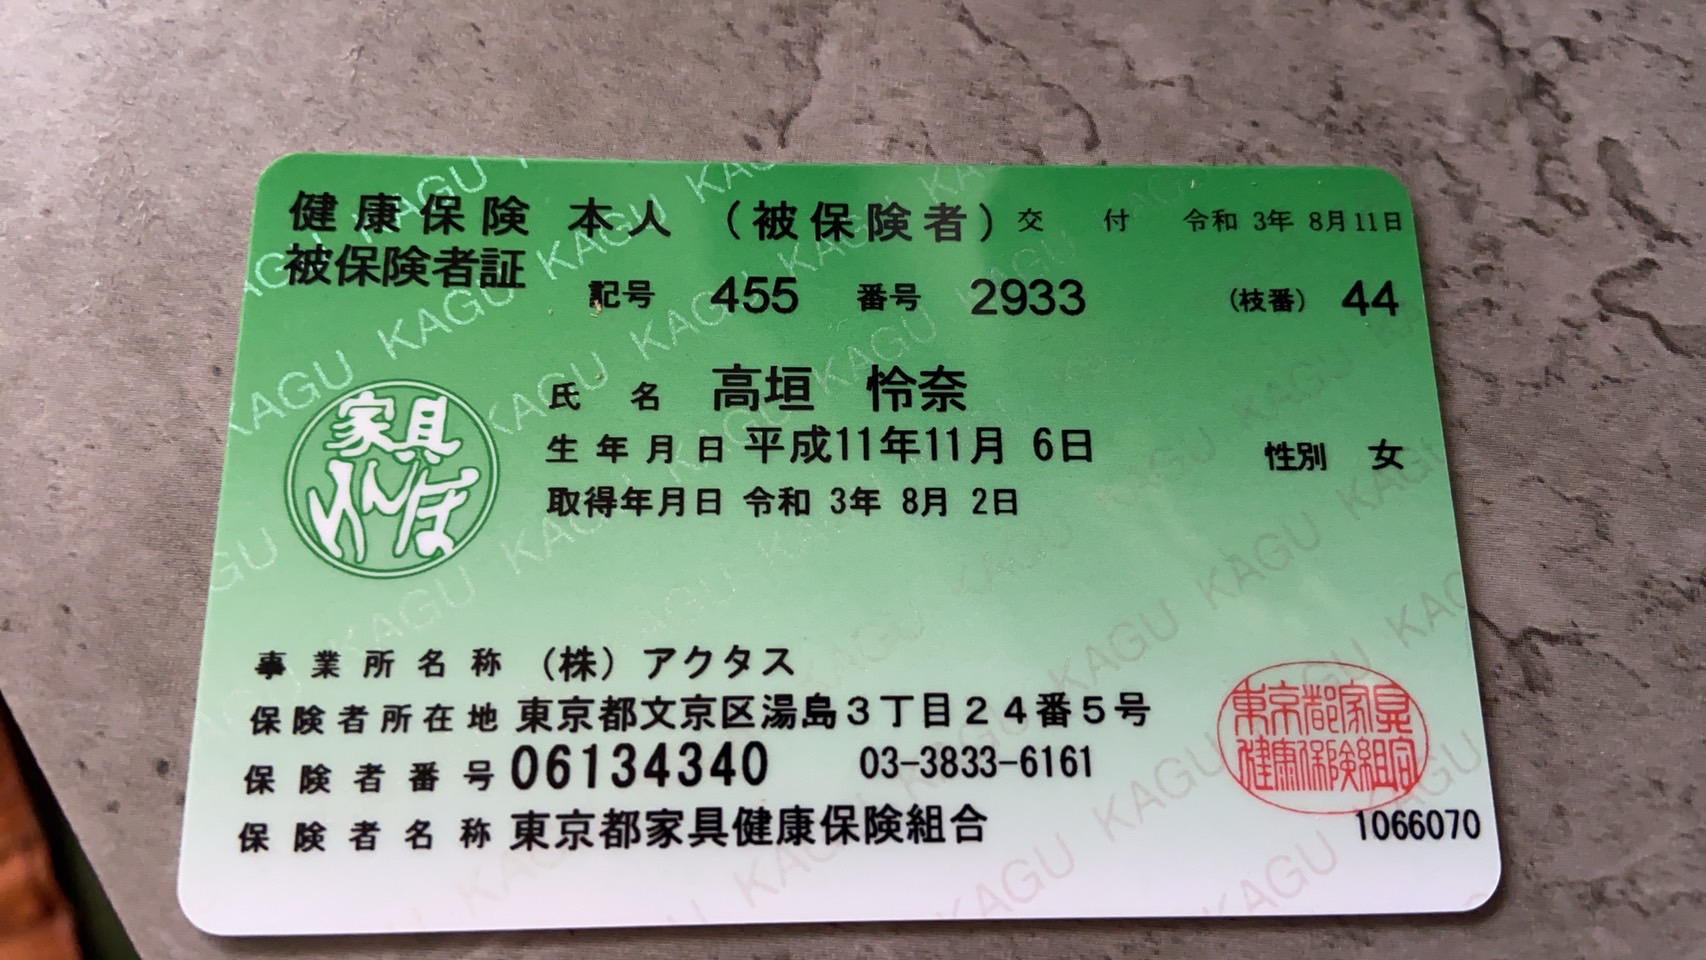 健康保険 本人（被保険者）交付 令和 3年 8月11日
被保険者証
記号 455 番号 2933 （枝番） 44
氏名 高垣 怜奈
生年月日 平成11年11月 6日 性別 女
取得年月日 令和 3年 8月 2日
家具
けんぽ
事業所名称 （株）アクタス
保険者所在地 東京都文京区湯島３丁目２４番５号
保険者番号 06134340 03-3833-6161
保険者名称 東京都家具健康保険組合
東京都家具
健康保険組合
1066070
KAGU